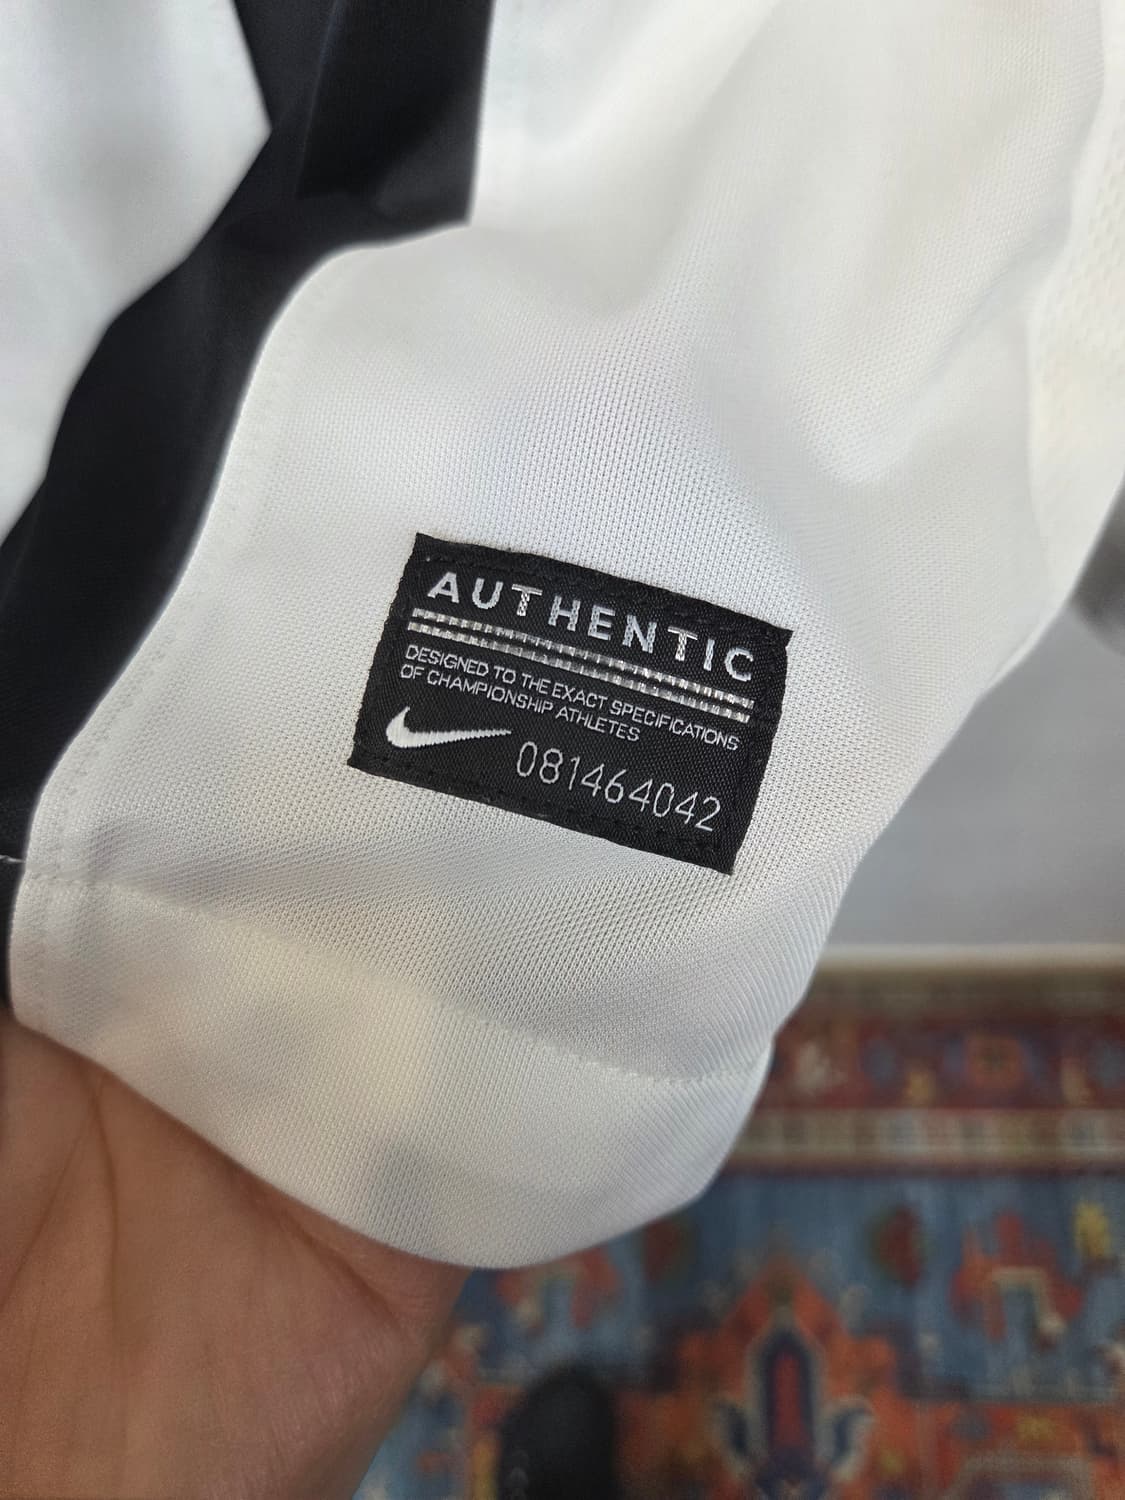 AUTHENTIC
DESIGNED TO THE EXACT SPECIFICATIONS
OF CHAMPIONSHIP ATHLETES
081464042